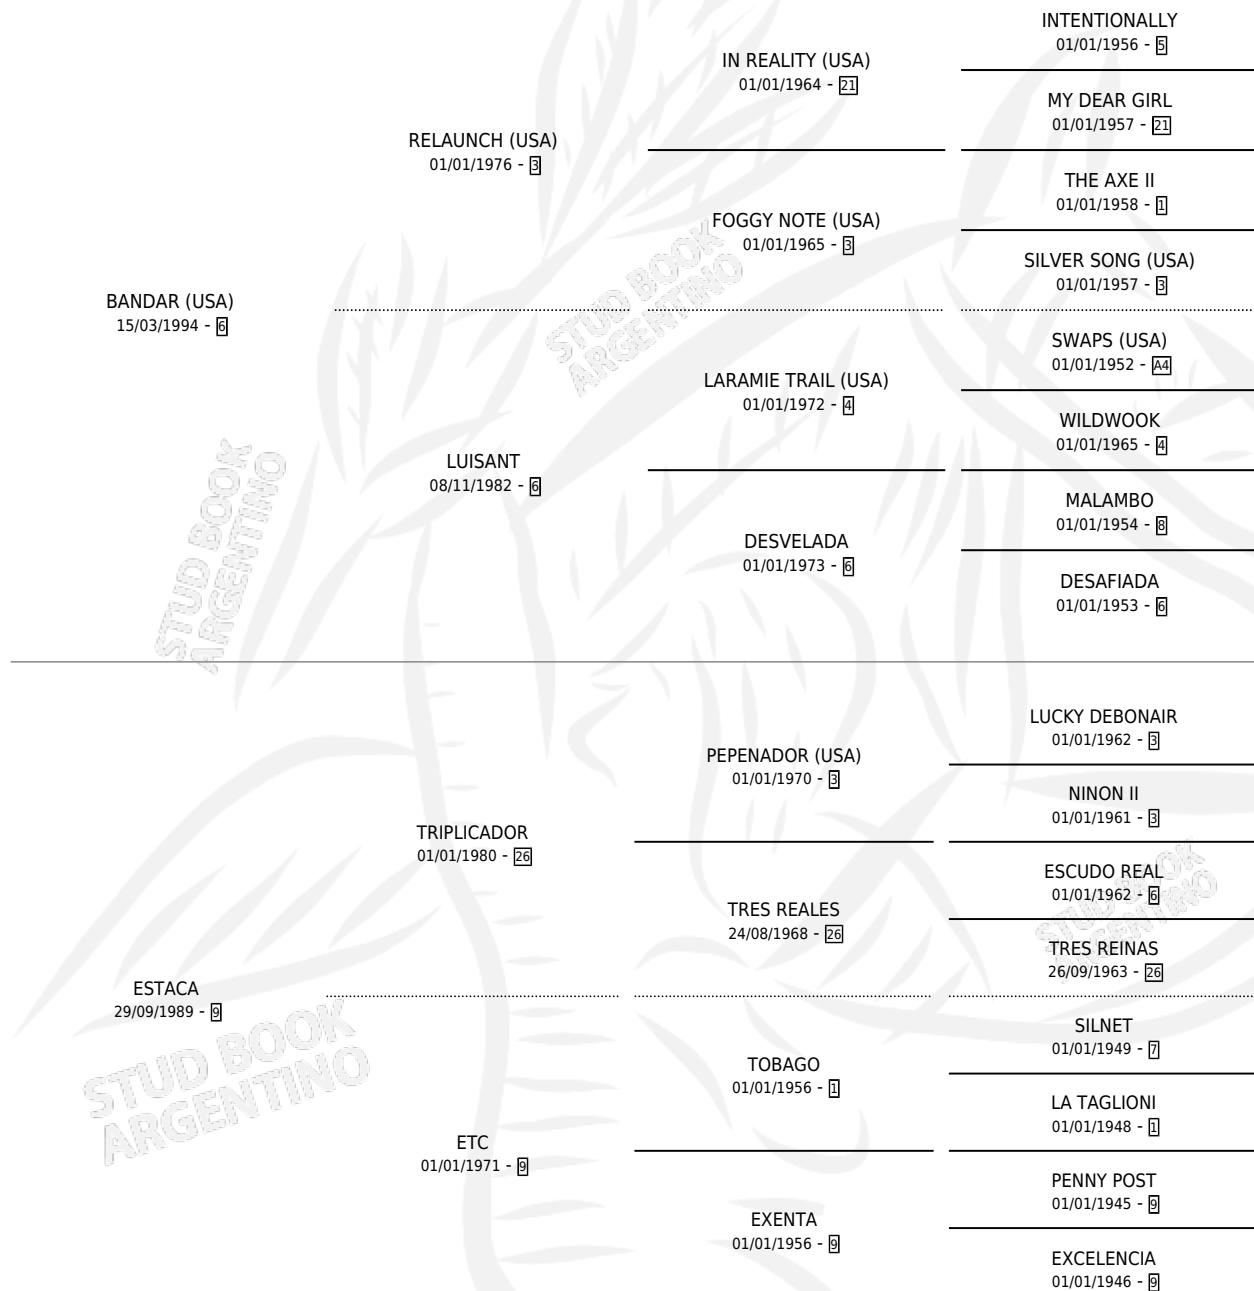 INTENTIONALLY
01/01/1956 - 5
IN REALITY (USA)
01/01/1964 - 21
MY DEAR GIRL
01/01/1957 - 21
RELAUNCH (USA)
01/01/1976 - 3
THE AXE II
01/01/1958 - 1
FOGGY NOTE (USA)
01/01/1965 - 3
SILVER SONG (USA)
01/01/1957 - 3
BANDAR (USA)
15/03/1994 - 6
SWAPS (USA)
01/01/1952 - A4
LARAMIE TRAIL (USA)
01/01/1972 - 4
WILDWOOK
01/01/1965 - 4
LUISANT
08/11/1982 - 6
MALAMBO
01/01/1954 - 8
DESVELADA
01/01/1973 - 6
DESAFIADA
01/01/1953 - 6
LUCKY DEBONAIR
01/01/1962 - 3
PEPENADOR (USA)
01/01/1970 - 3
NINON II
01/01/1961 - 3
TRIPLICADOR
01/01/1980 - 26
ESCUDO REAL
01/01/1962 - 6
TRES REALES
24/08/1968 - 26
TRES REINAS
26/09/1963 - 26
ESTACA
29/09/1989 - 9
SILNET
01/01/1949 - 7
TOBAGO
01/01/1956 - 1
LA TAGLIONI
01/01/1948 - 1
ETC
01/01/1971 - 9
PENNY POST
01/01/1945 - 9
EXENTA
01/01/1956 - 9
EXCELENCIA
01/01/1946 - 9
STUD BOOK
ARGENTINO
STUD BOOK
ARGENTINO
STUD BOOK
ARGENTINO
STUD BOOK
ARGENTINO